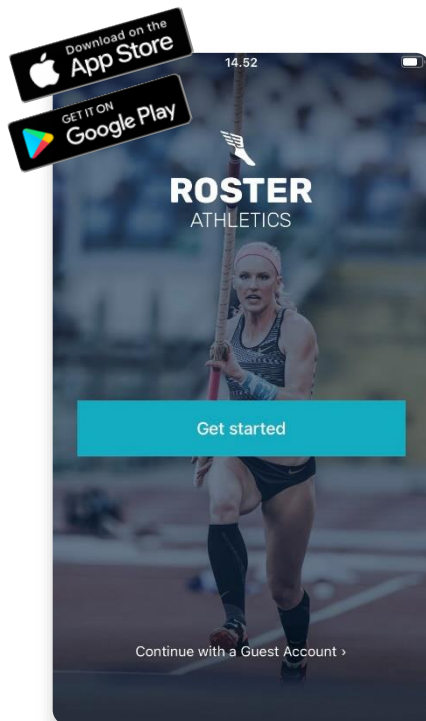 Download on the
App Store
GET IT ON
Google Play
14.52
ROSTER
ATHLETICS
Get started
Continue with a Guest Account ›